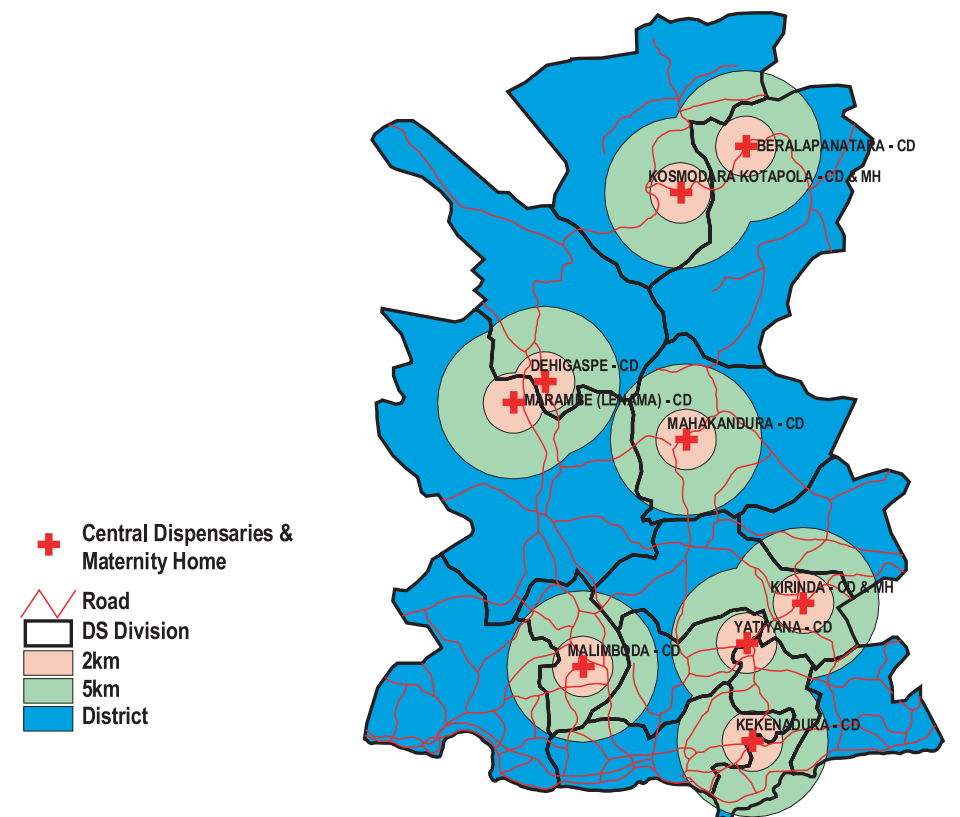 BERALAPANATARA - CD
KOSMODARA KOTAPOLA - CD & MH
DEHIGASPE - CD
MARAMBE (LENAMA) - CD
MAHAKANDURA - CD
KIRINDA - CD & MH
YATIYANA - CD
MALIMBODA - CD
KEKENADURA - CD
Central Dispensaries &
Maternity Home
Road
DS Division
2km
5km
District